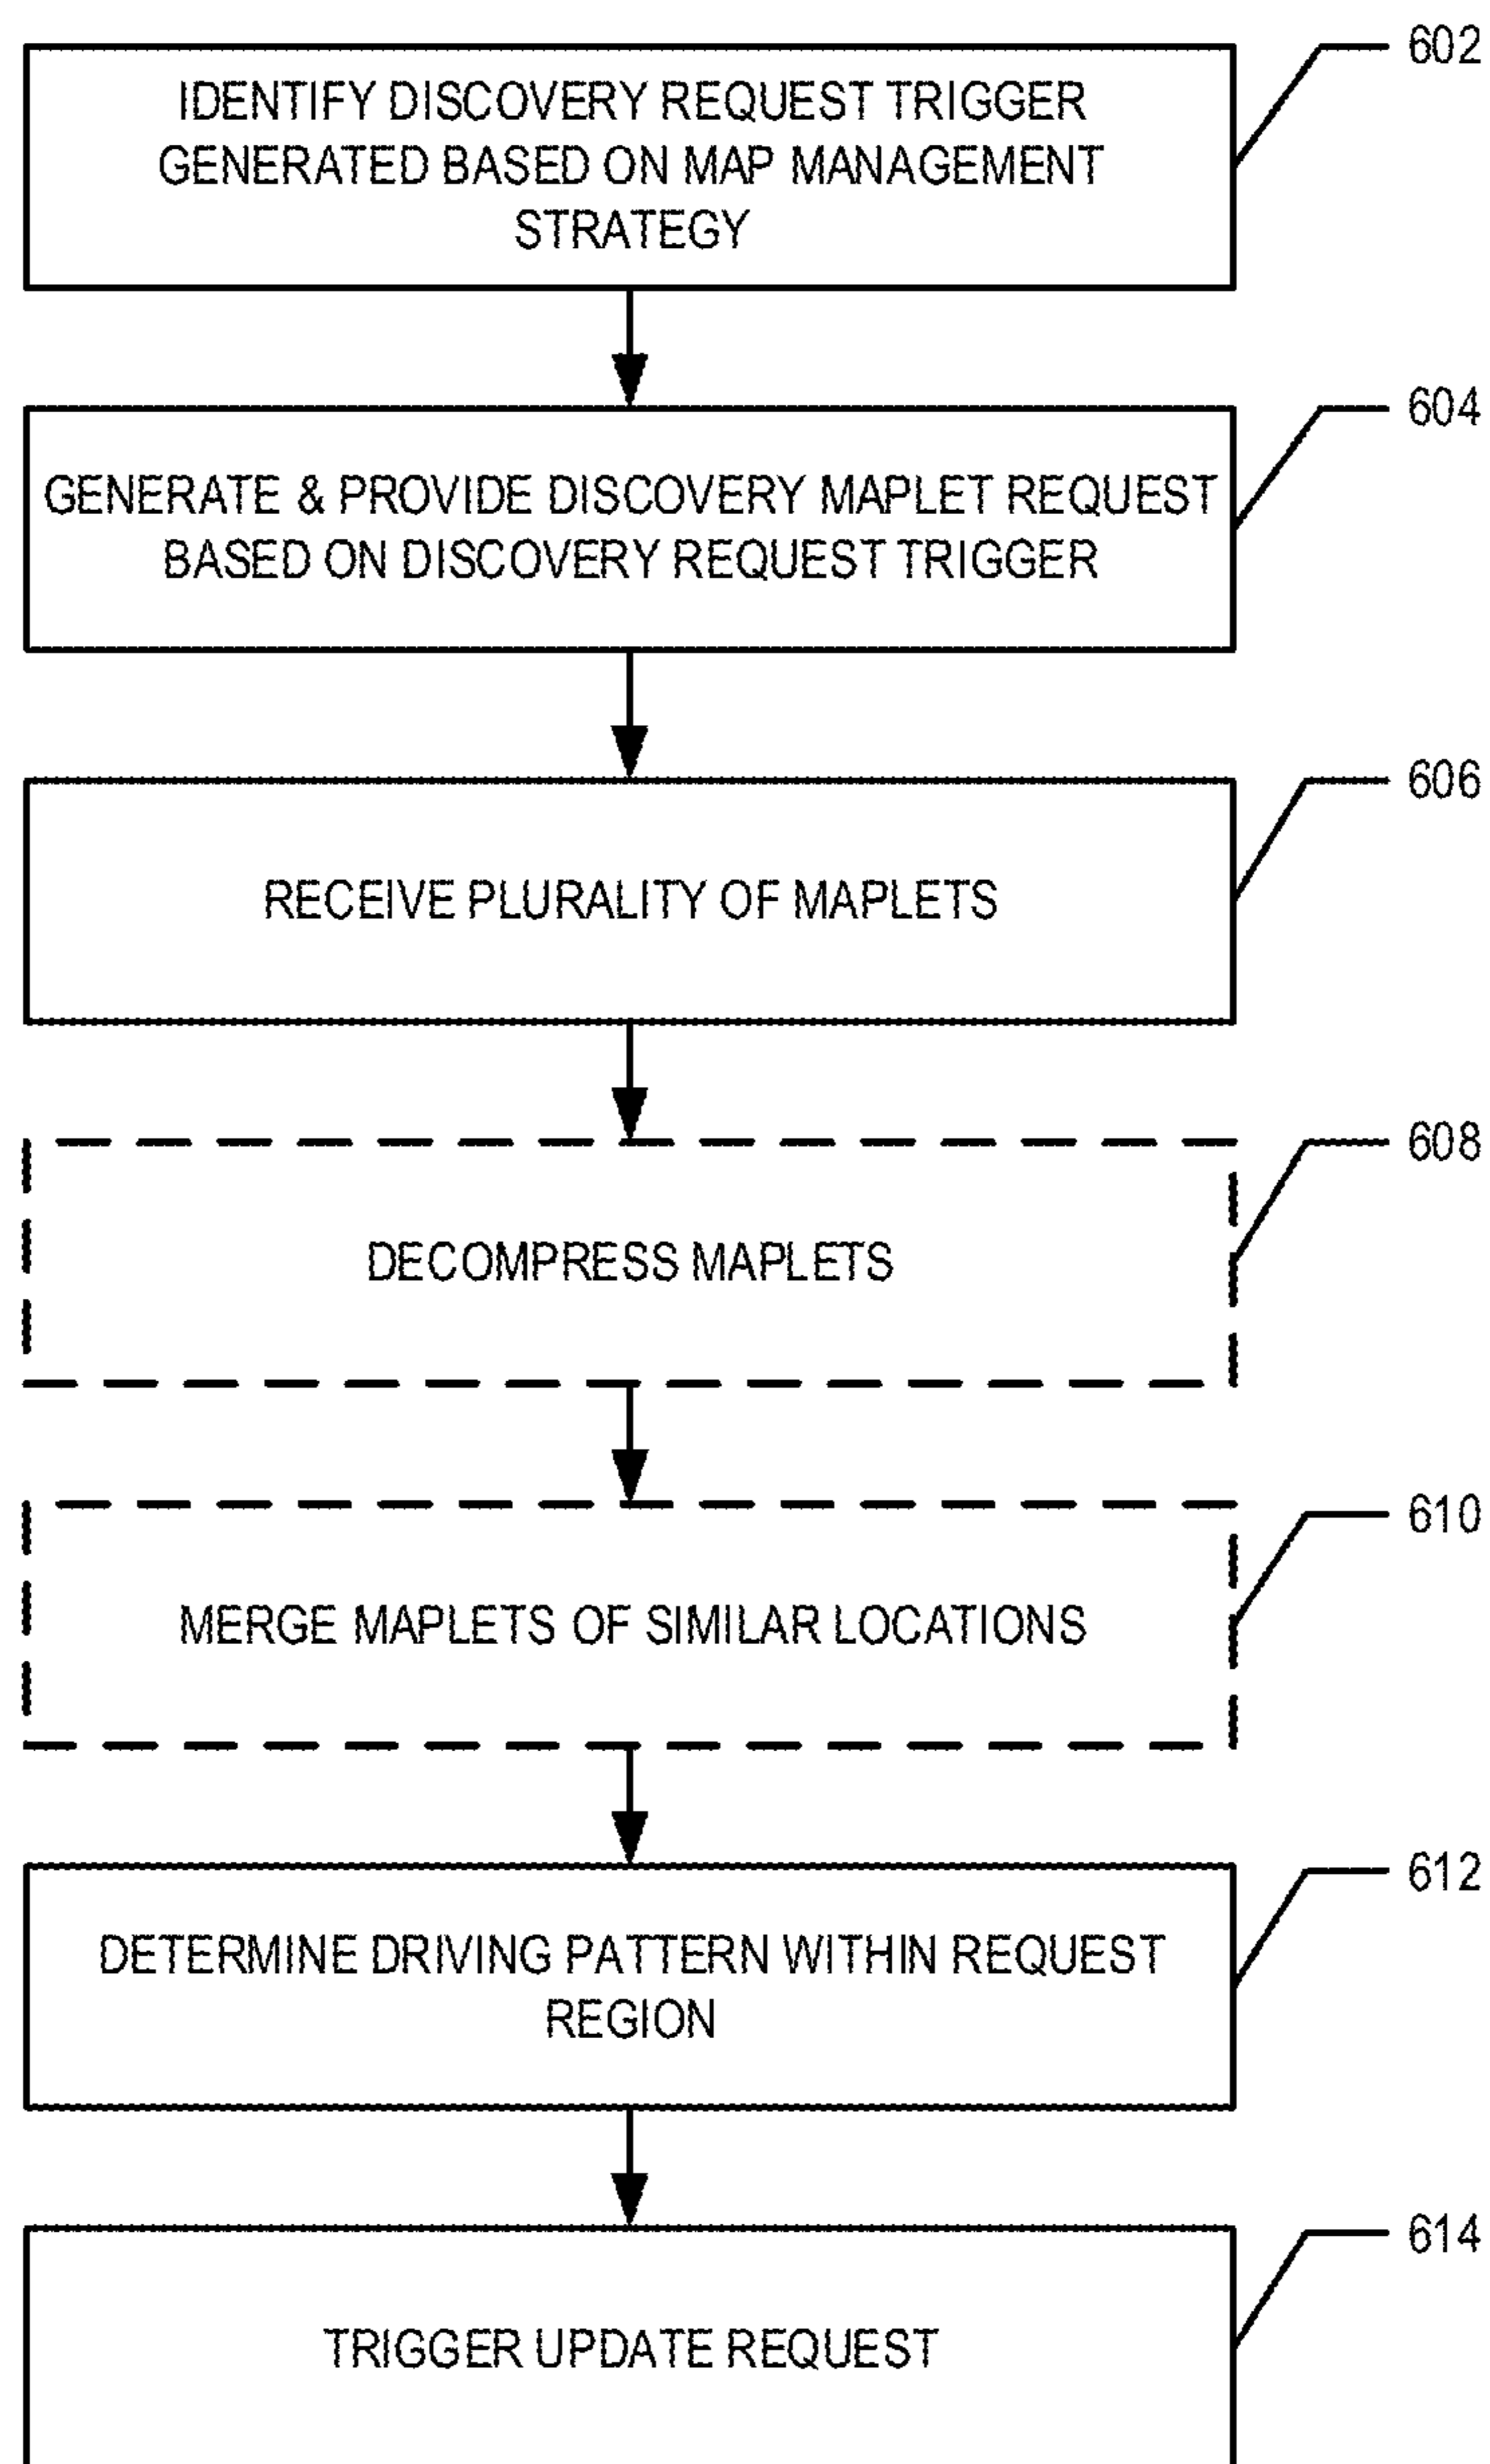 602
IDENTIFY DISCOVERY REQUEST TRIGGER
GENERATED BASED ON MAP MANAGEMENT
STRATEGY
604
GENERATE & PROVIDE DISCOVERY MAPLET REQUEST
BASED ON DISCOVERY REQUEST TRIGGER
606
RECEIVE PLURALITY OF MAPLETS
608
DECOMPRESS MAPLETS
610
MERGE MAPLETS OF SIMILAR LOCATIONS
612
DETERMINE DRIVING PATTERN WITHIN REQUEST
REGION
614
TRIGGER UPDATE REQUEST